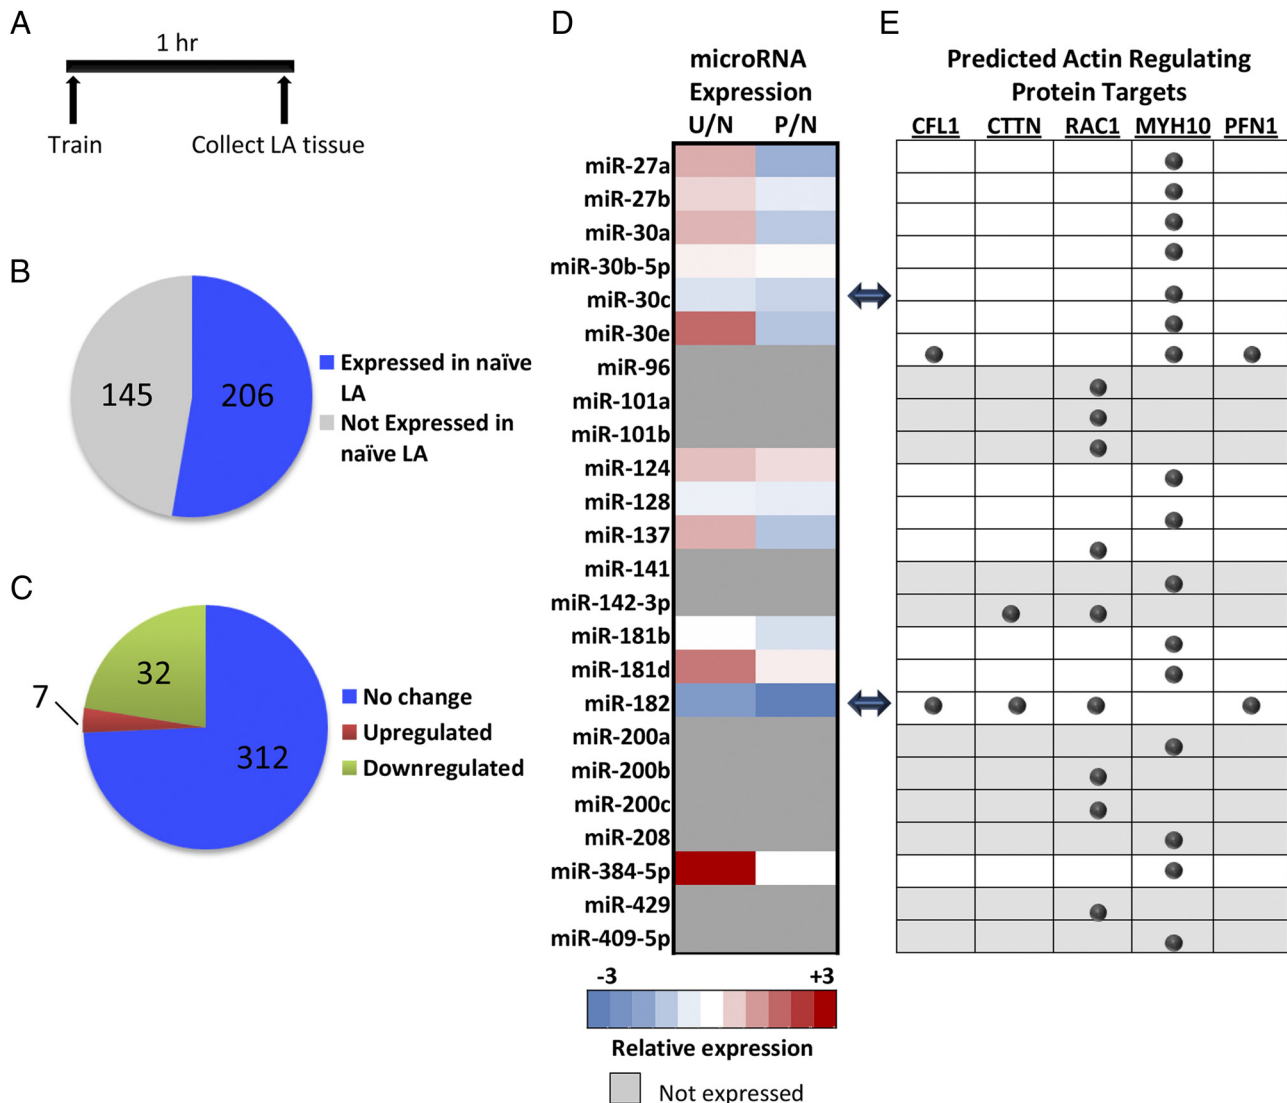 A
1 hr
Train
Collect LA tissue
B
145
206
Expressed in naïve
LA
Not Expressed in
naïve LA
C
32
7
312
No change
Upregulated
Downregulated
D
microRNA
Expression
U/N P/N
miR-27a
miR-27b
miR-30a
miR-30b-5p
miR-30c
miR-30e
miR-96
miR-101a
miR-101b
miR-124
miR-128
miR-137
miR-141
miR-142-3p
miR-181b
miR-181d
miR-182
miR-200a
miR-200b
miR-200c
miR-208
miR-384-5p
miR-429
miR-409-5p
-3 +3
Relative expression
Not expressed
E
Predicted Actin Regulating
Protein Targets
CFL1 CTTN RAC1 MYH10 PFN1